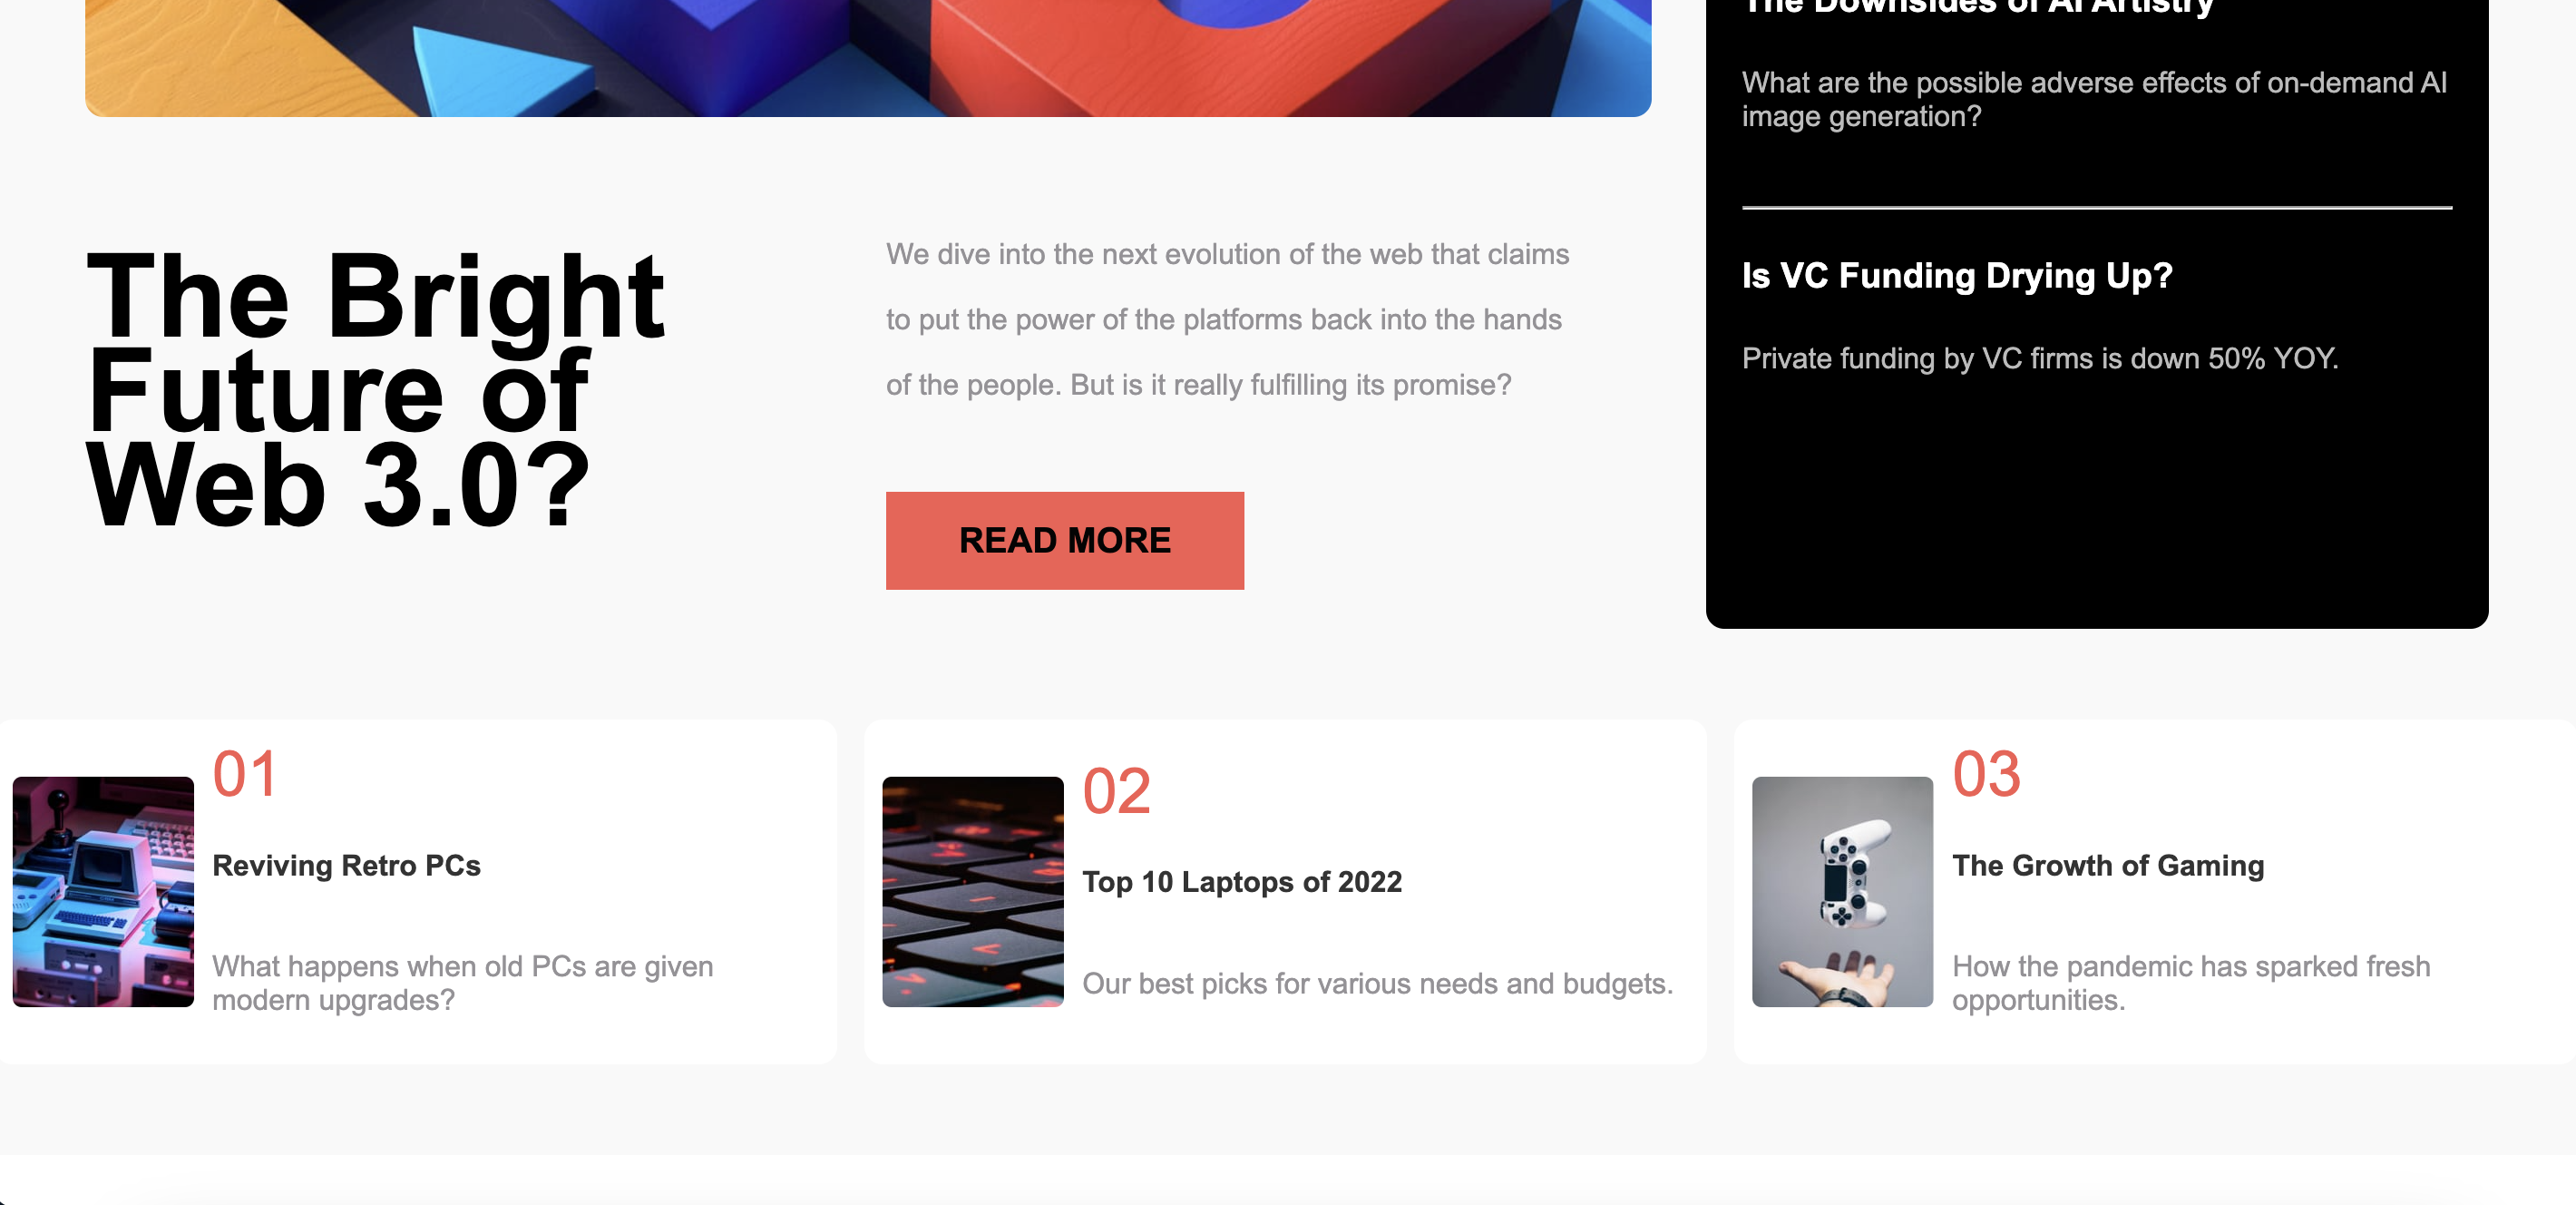 The Downsides of AI Artistry
What are the possible adverse effects of on-demand AI
image generation?
The Bright
Future of
Web 3.0?
We dive into the next evolution of the web that claims
to put the power of the platforms back into the hands
of the people. But is it really fulfilling its promise?
READ MORE
Is VC Funding Drying Up?
Private funding by VC firms is down 50% YOY.
01
Reviving Retro PCs
What happens when old PCs are given
modern upgrades?
02
Top 10 Laptops of 2022
Our best picks for various needs and budgets.
03
The Growth of Gaming
How the pandemic has sparked fresh
opportunities.